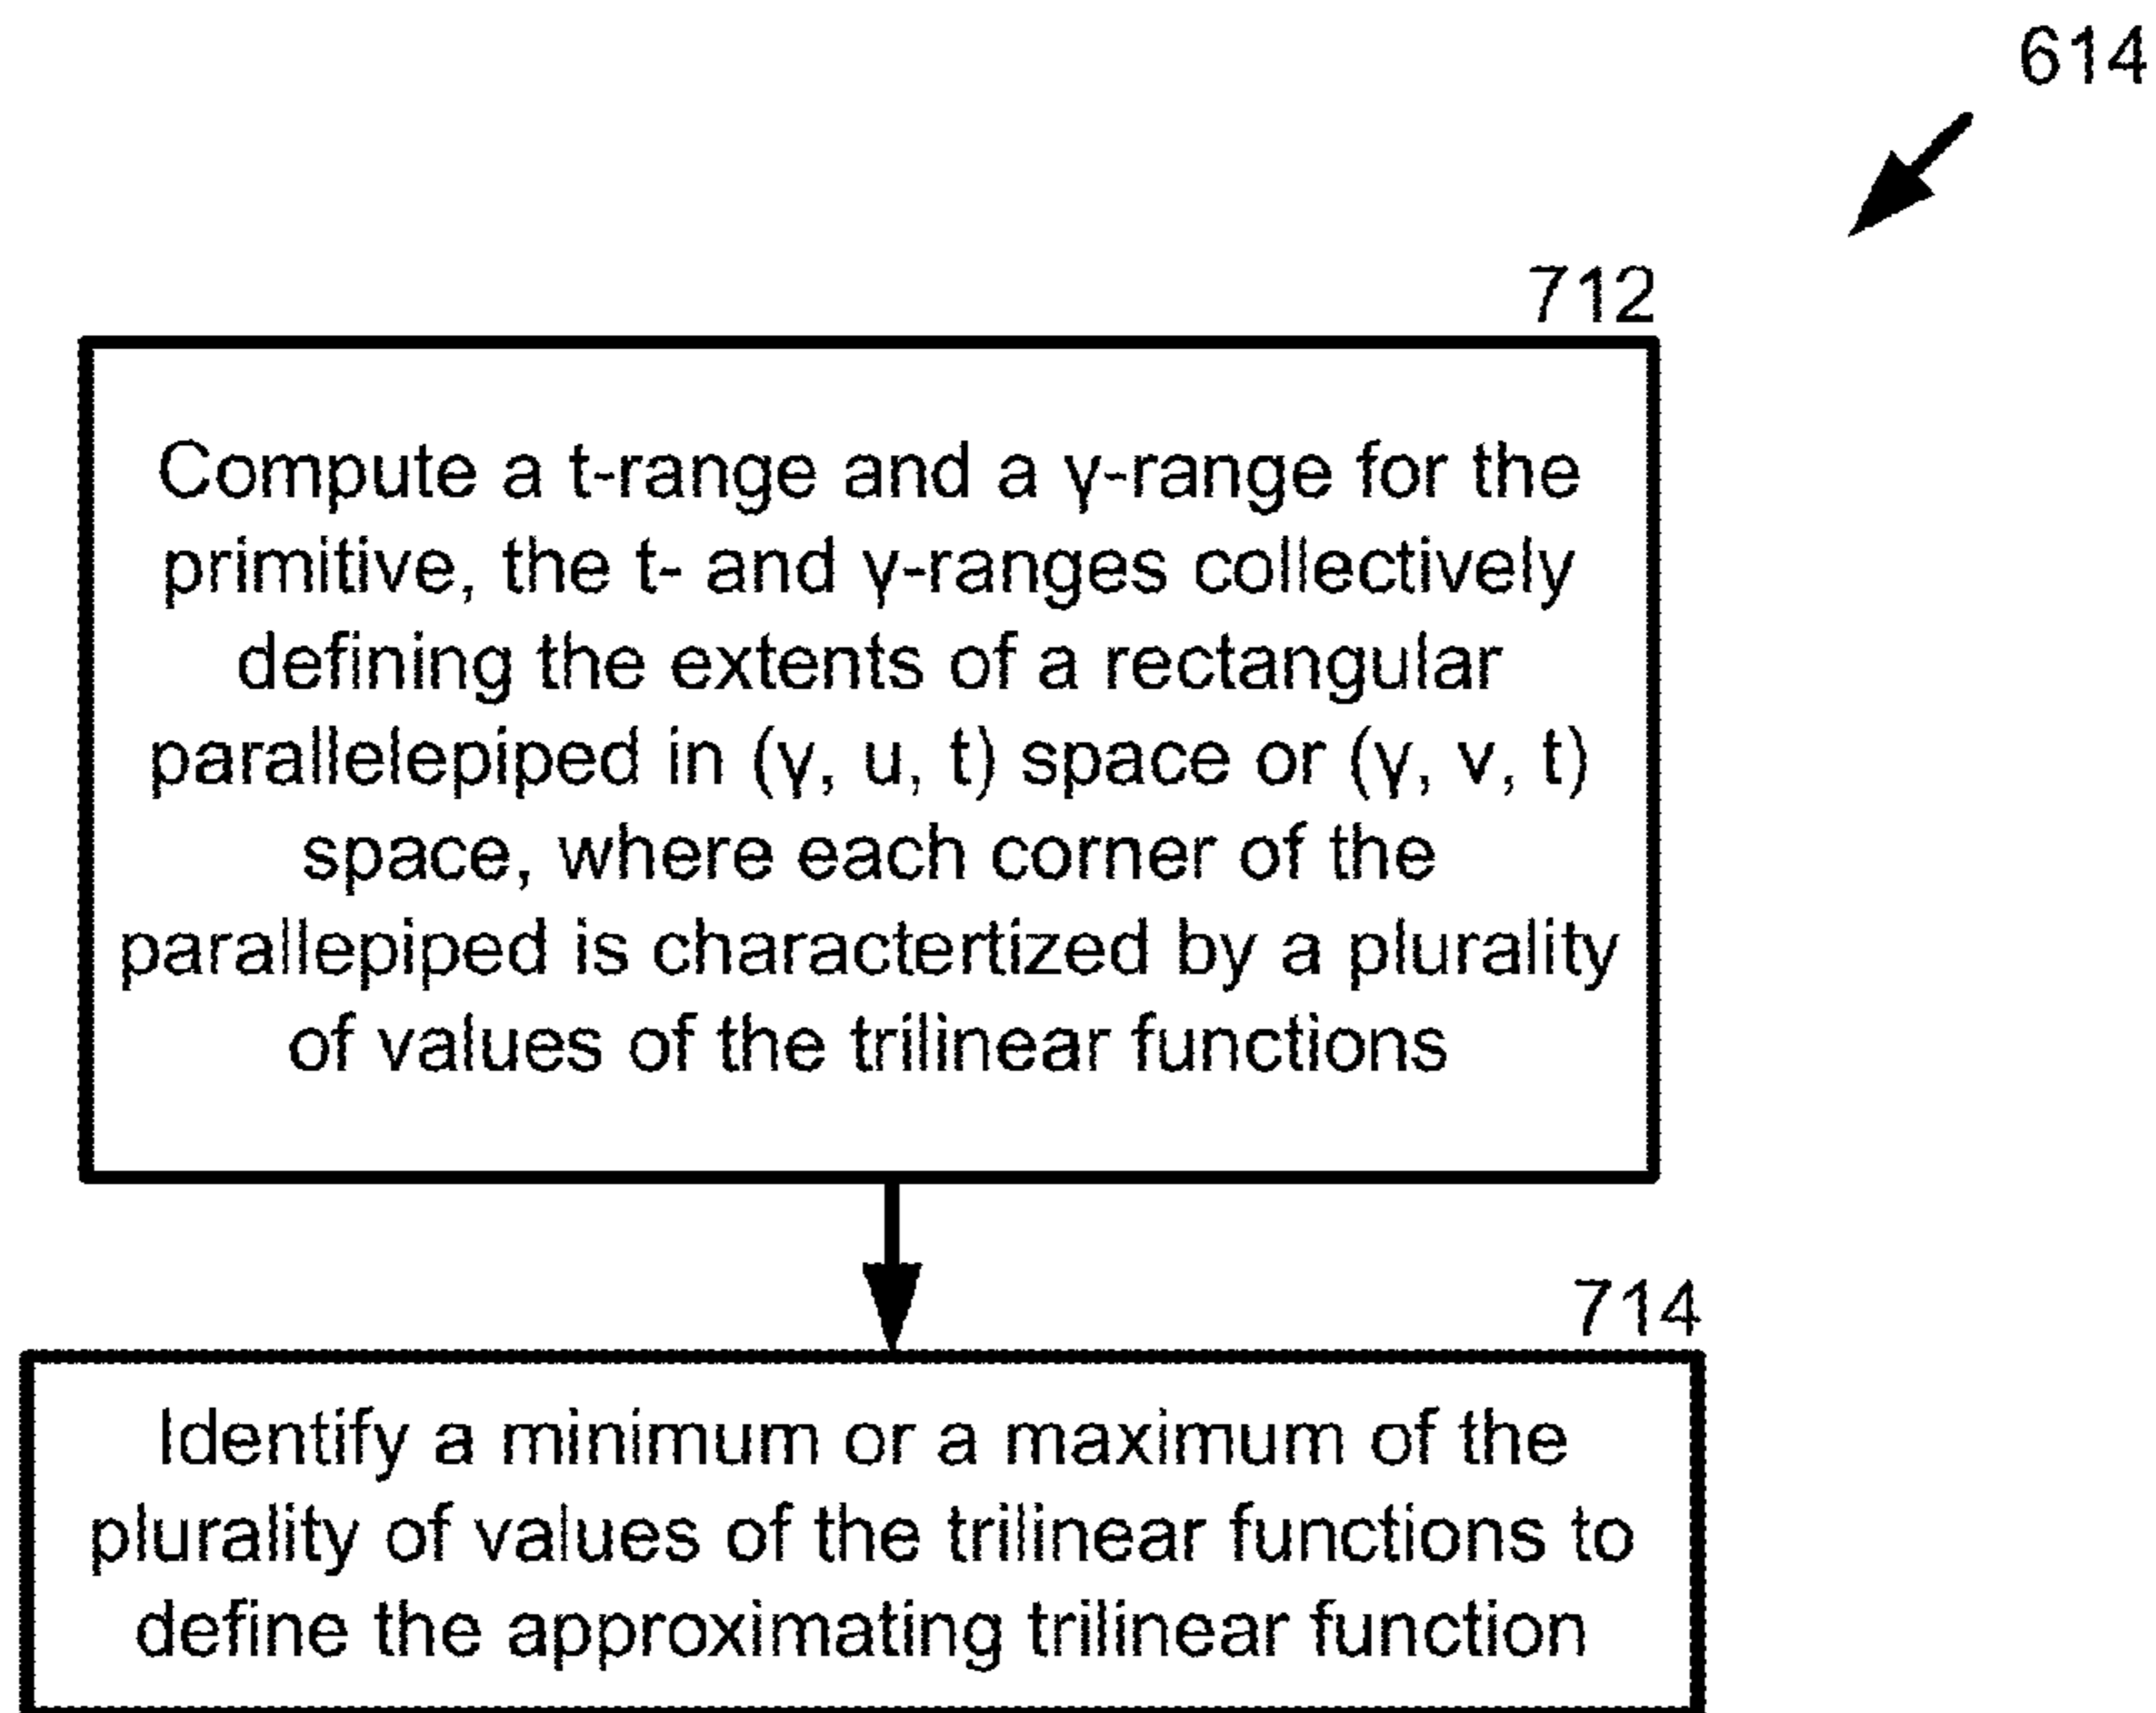 614
712
Compute a t-range and a γ-range for the
primitive, the t- and γ-ranges collectively
defining the extents of a rectangular
parallelepiped in (γ, u, t) space or (γ, v, t)
space, where each corner of the
parallepiped is charactertized by a plurality
of values of the trilinear functions
714
Identify a minimum or a maximum of the
plurality of values of the trilinear functions to
define the approximating trilinear function